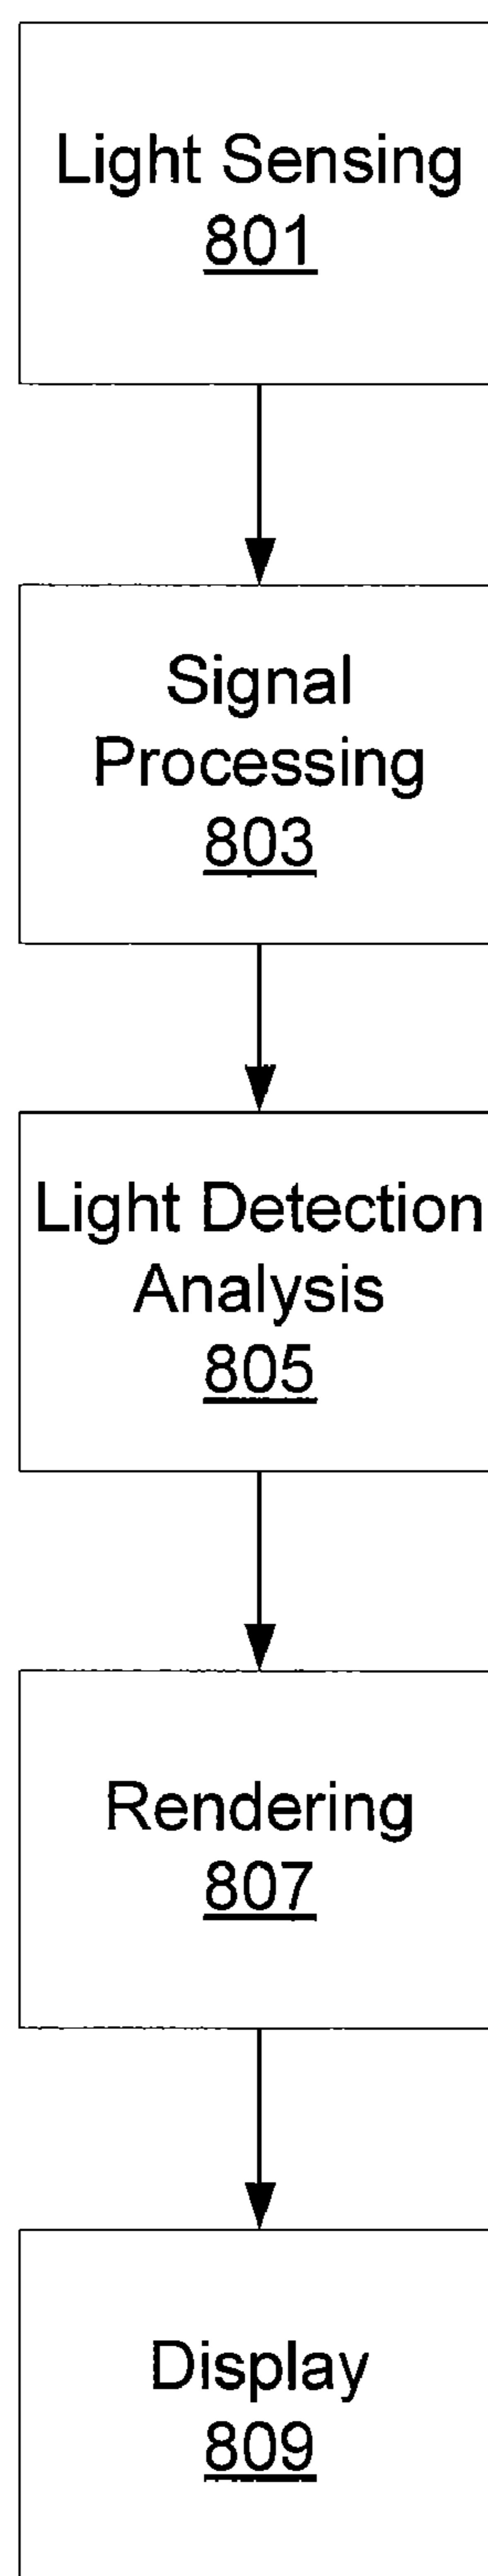 Light Sensing
801
Signal
Processing
803
Light Detection
Analysis
805
Rendering
807
Display
809